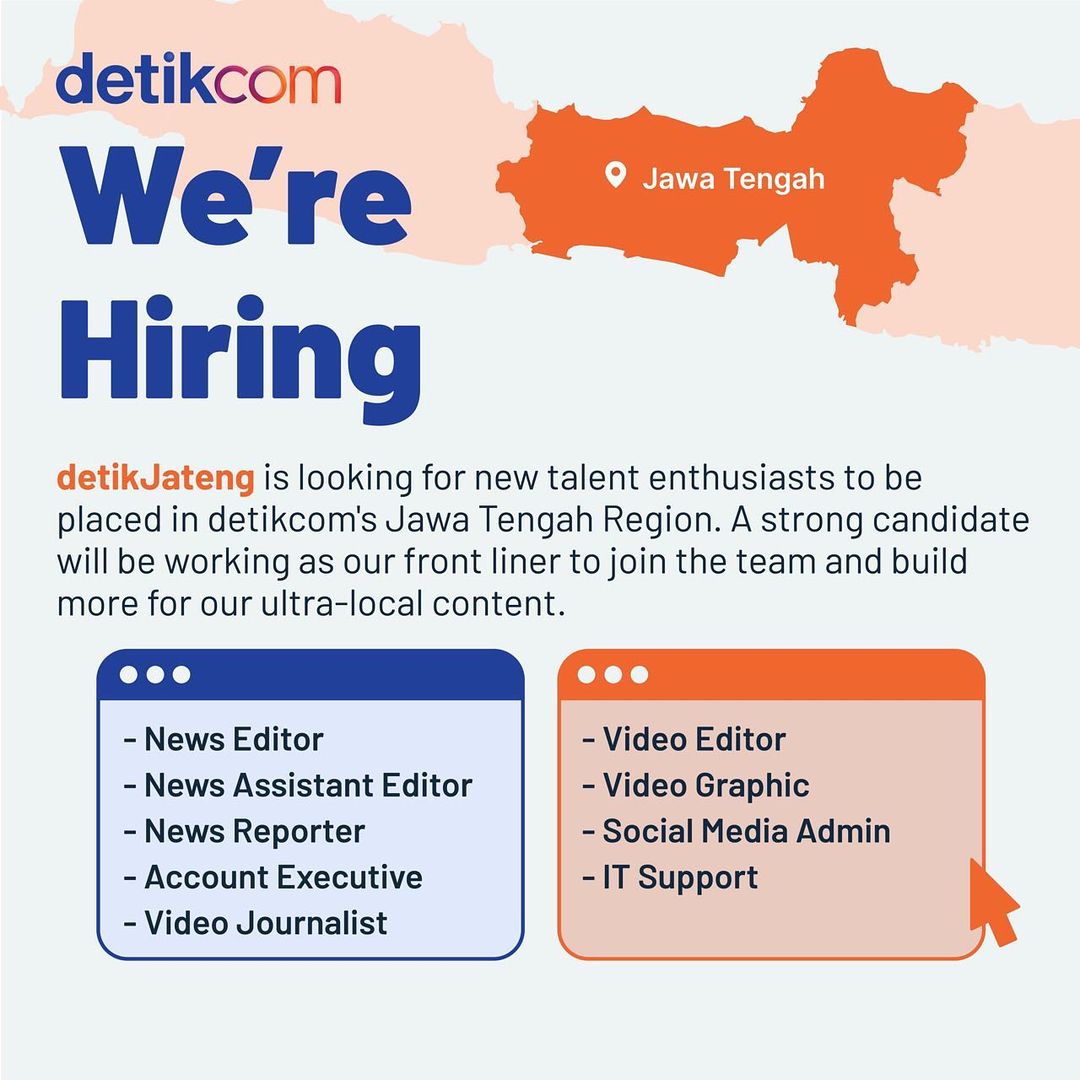 detikcom
We're
Hiring
Jawa Tengah
detikJateng is looking for new talent enthusiasts to be
placed in detikcom's Jawa Tengah Region. A strong candidate
will be working as our front liner to join the team and build
more for our ultra-local content.
- News Editor
- News Assistant Editor
- News Reporter
- Account Executive
- Video Journalist
- Video Editor
- Video Graphic
- Social Media Admin
- IT Support